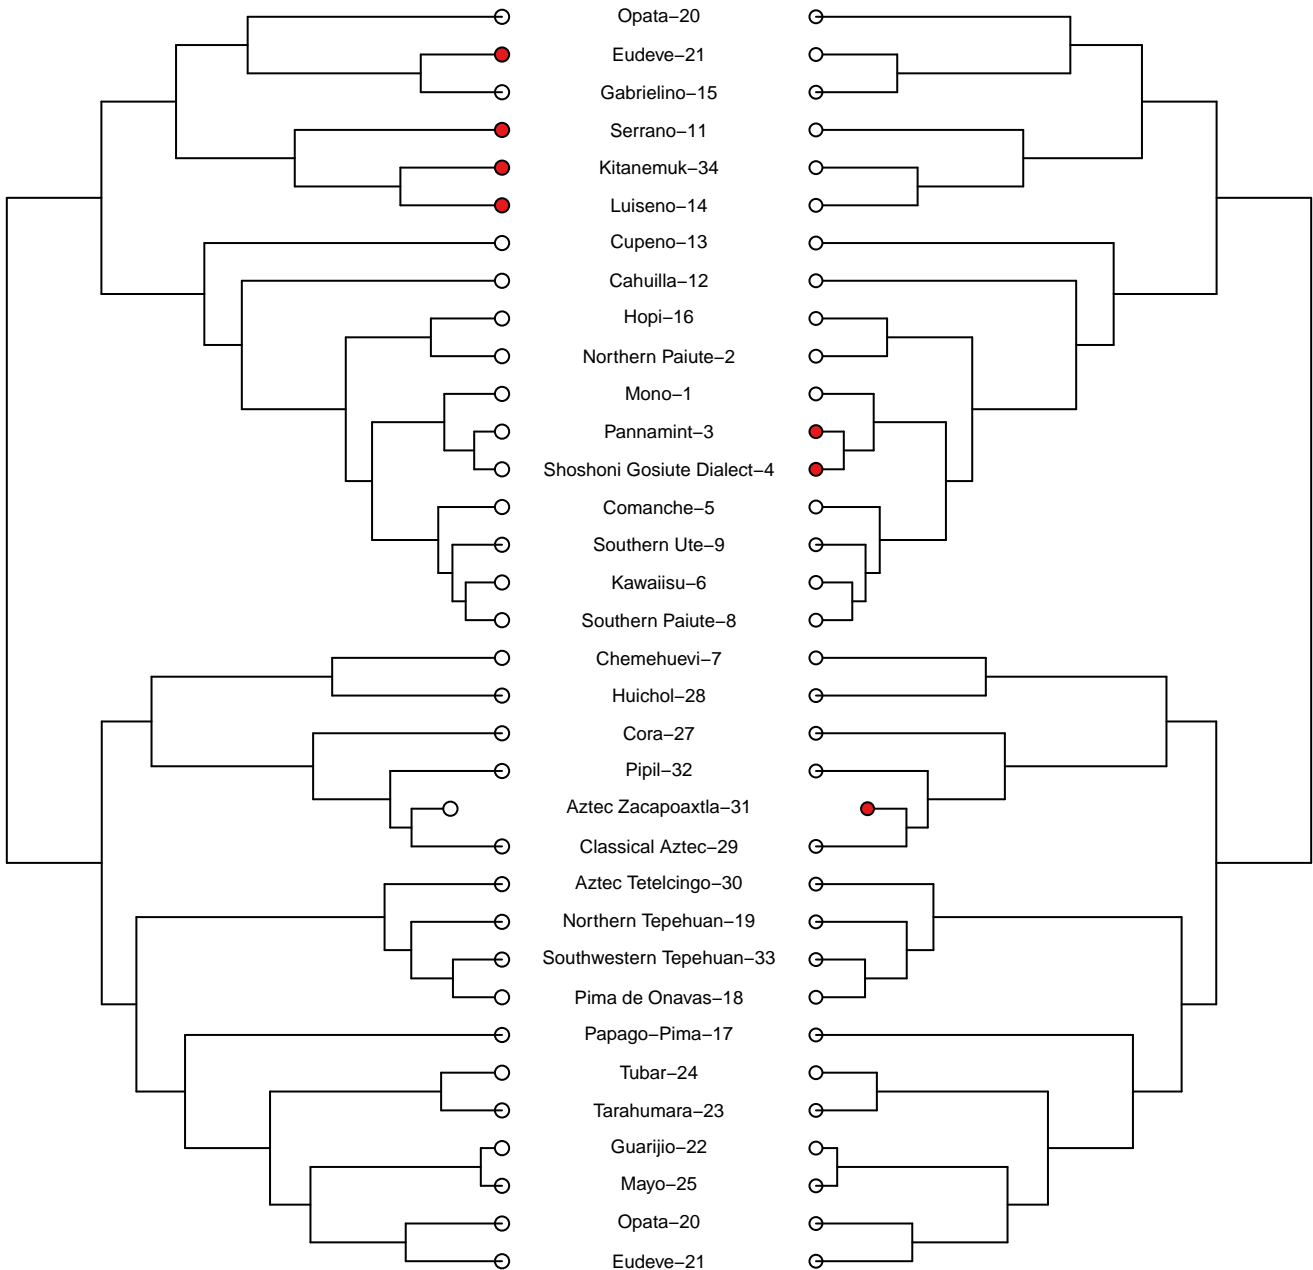 Opata−20
Eudeve−21
Gabrielino−15
Serrano−11
Kitanemuk−34
Luiseno−14
Cupeno−13
Cahuilla−12
Hopi−16
Northern Paiute−2
Mono−1
Pannamint−3
Shoshoni Gosiute Dialect−4
Comanche−5
Southern Ute−9
Kawaiisu−6
Southern Paiute−8
Chemehuevi−7
Huichol−28
Cora−27
Pipil−32
Aztec Zacapoaxtla−31
Classical Aztec−29
Aztec Tetelcingo−30
Northern Tepehuan−19
Southwestern Tepehuan−33
Pima de Onavas−18
Papago−Pima−17
Tubar−24
Tarahumara−23
Guarijio−22
Mayo−25
Opata−20
Eudeve−21